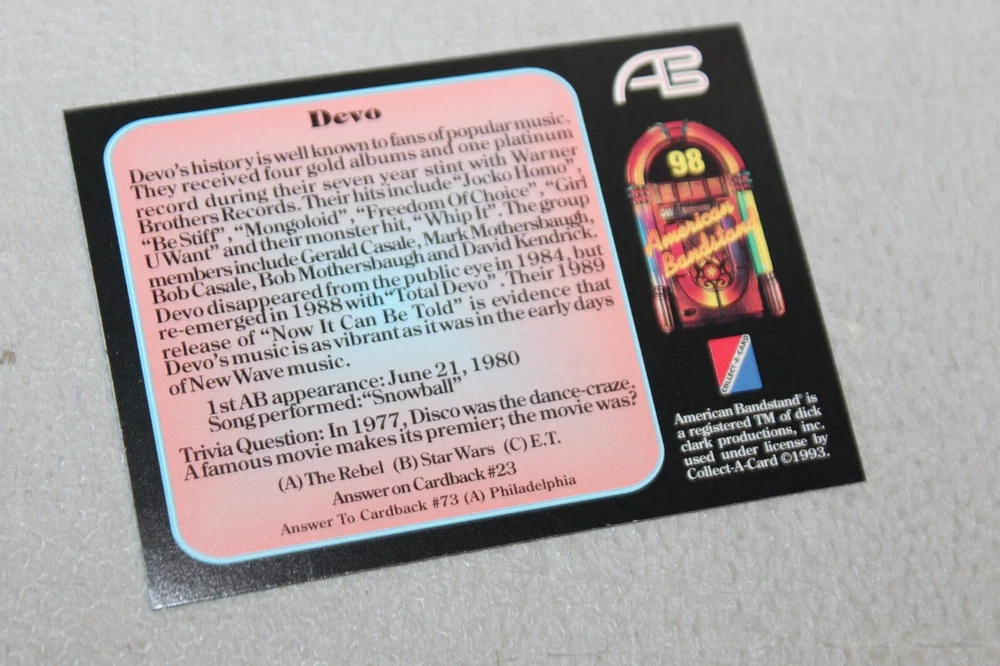 Devo
Devo's history is well known to fans of popular music.
They received four gold albums and one platinum
record during their seven year stint with Warner
Brothers Records. Their hits include "Jocko Homo",
"Be Stiff", "Mongoloid", "Freedom Of Choice", "Girl
U Want" and their monster hit, "Whip It". The group
members include Gerald Casale, Mark Mothersbaugh,
Bob Casale, Bob Mothersbaugh and David Kendrick.
Devo disappeared from the public eye in 1984, but
re-emerged in 1988 with "Total Devo". Their 1989
release of "Now It Can Be Told" is evidence that
Devo's music is as vibrant as it was in the early days
of New Wave music.
1st AB appearance: June 21, 1980
Song performed: "Snowball"
Trivia Question: In 1977, Disco was the dance-craze.
A famous movie makes its premier; the movie was?
(A) The Rebel (B) Star Wars (C) E.T.
Answer on Cardback #23
Answer To Cardback #73 (A) Philadelphia
AB
98
American
Bandstand
COLLECT-A-CARD
American Bandstand® is
a registered TM of dick
clark productions, inc.
used under license by
Collect-A-Card ©1993.